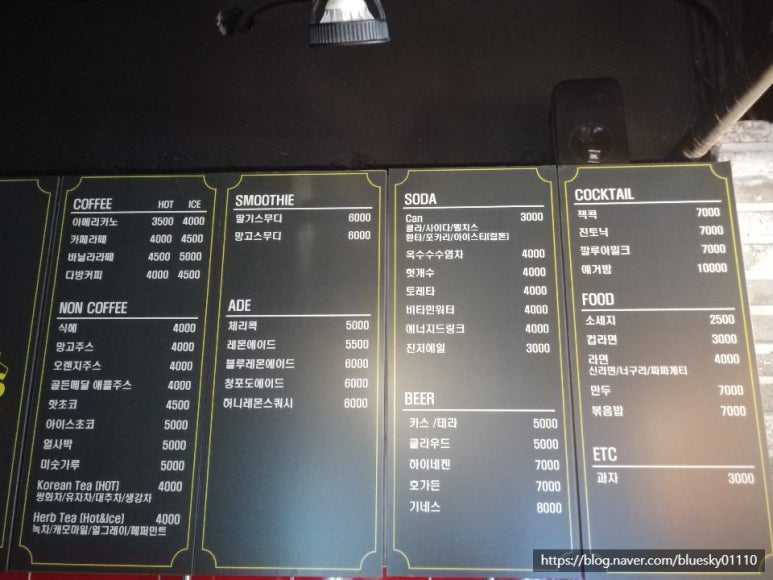 COFFEE HOT ICE
아메리카노 3500 4000
카페라떼 4000 4500
바닐라라떼 4500 5000
다방커피 4000 4500
NON COFFEE
식혜 4000
망고주스 4000
오렌지주스 4000
골든메달 애플주스 4000
핫초코 4500
아이스초코 5000
얼사박 5000
미숫가루 5000
Korean Tea (HOT) 4000
쌍화차/유자차/대추차/생강차
Herb Tea (Hot&Ice) 4000
녹차/캐모마일/얼그레이/페퍼민트
SMOOTHIE
딸기스무디 6000
망고스무디 6000
ADE
체리콕 5000
레몬에이드 5500
블루레몬에이드 6000
청포도에이드 6000
허니레몬스쿼시 6000
SODA
Can 3000
콜라/사이다/웰치스
환타/포카리/아이스티(립톤)
옥수수수염차 4000
헛개수 4000
토레타 4000
비타민워터 4000
에너지드링크 4000
진저에일 3000
BEER
카스 /테라 5000
클라우드 5000
하이네켄 7000
호가든 7000
기네스 8000
COCKTAIL
잭콕 7000
진토닉 7000
깔루아밀크 7000
예거밤 10000
FOOD
소세지 2500
컵라면 3000
라면 4000
신라면/너구리/짜파게티
만두 7000
볶음밥 7000
ETC
과자 3000
JBL
https://blog.naver.com/bluesky01110